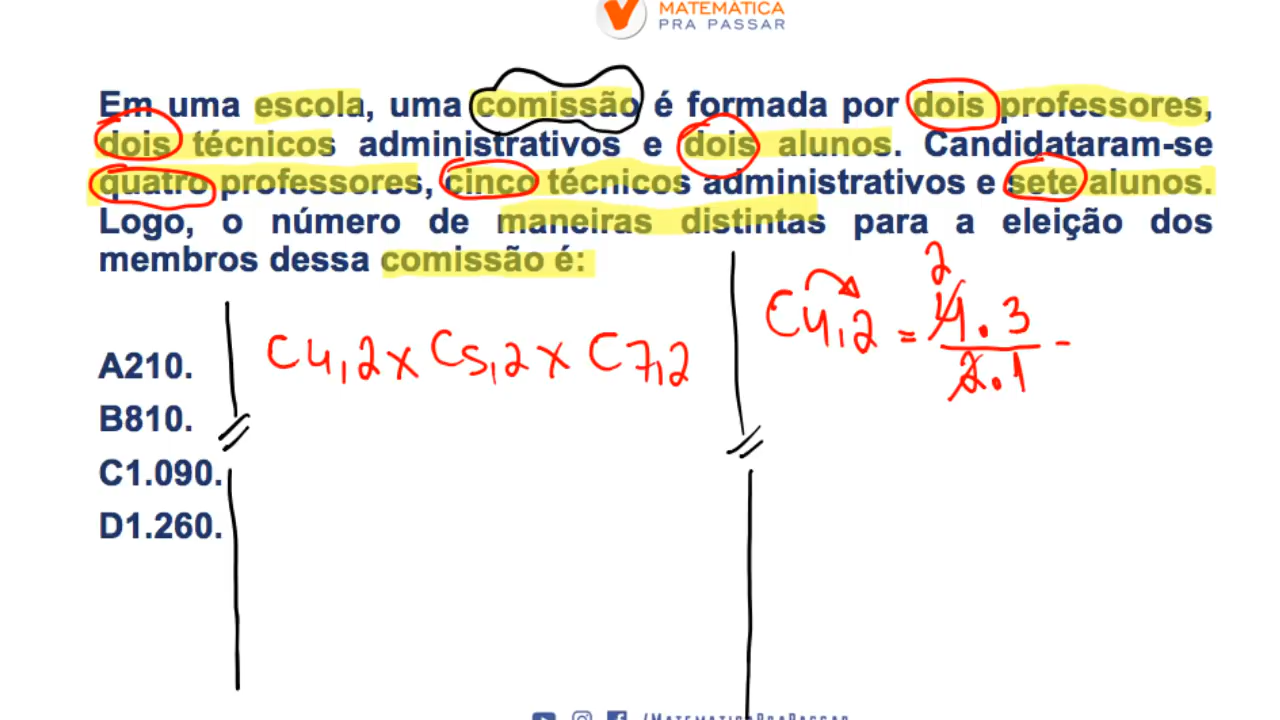 MATEMÁTICA
PRA PASSAR
Em uma escola, uma comissão é formada por dois professores,
dois técnicos administrativos e dois alunos. Candidataram-se
quatro professores, cinco técnicos administrativos e sete alunos.
Logo, o número de maneiras distintas para a eleição dos
membros dessa comissão é:
A210.
B810.
C1.090.
D1.260.
C4,2 x C5,2 x C7,2
2
C4,2 = 4.3 =
2.1
/MATEMATICAPRAPASSAR